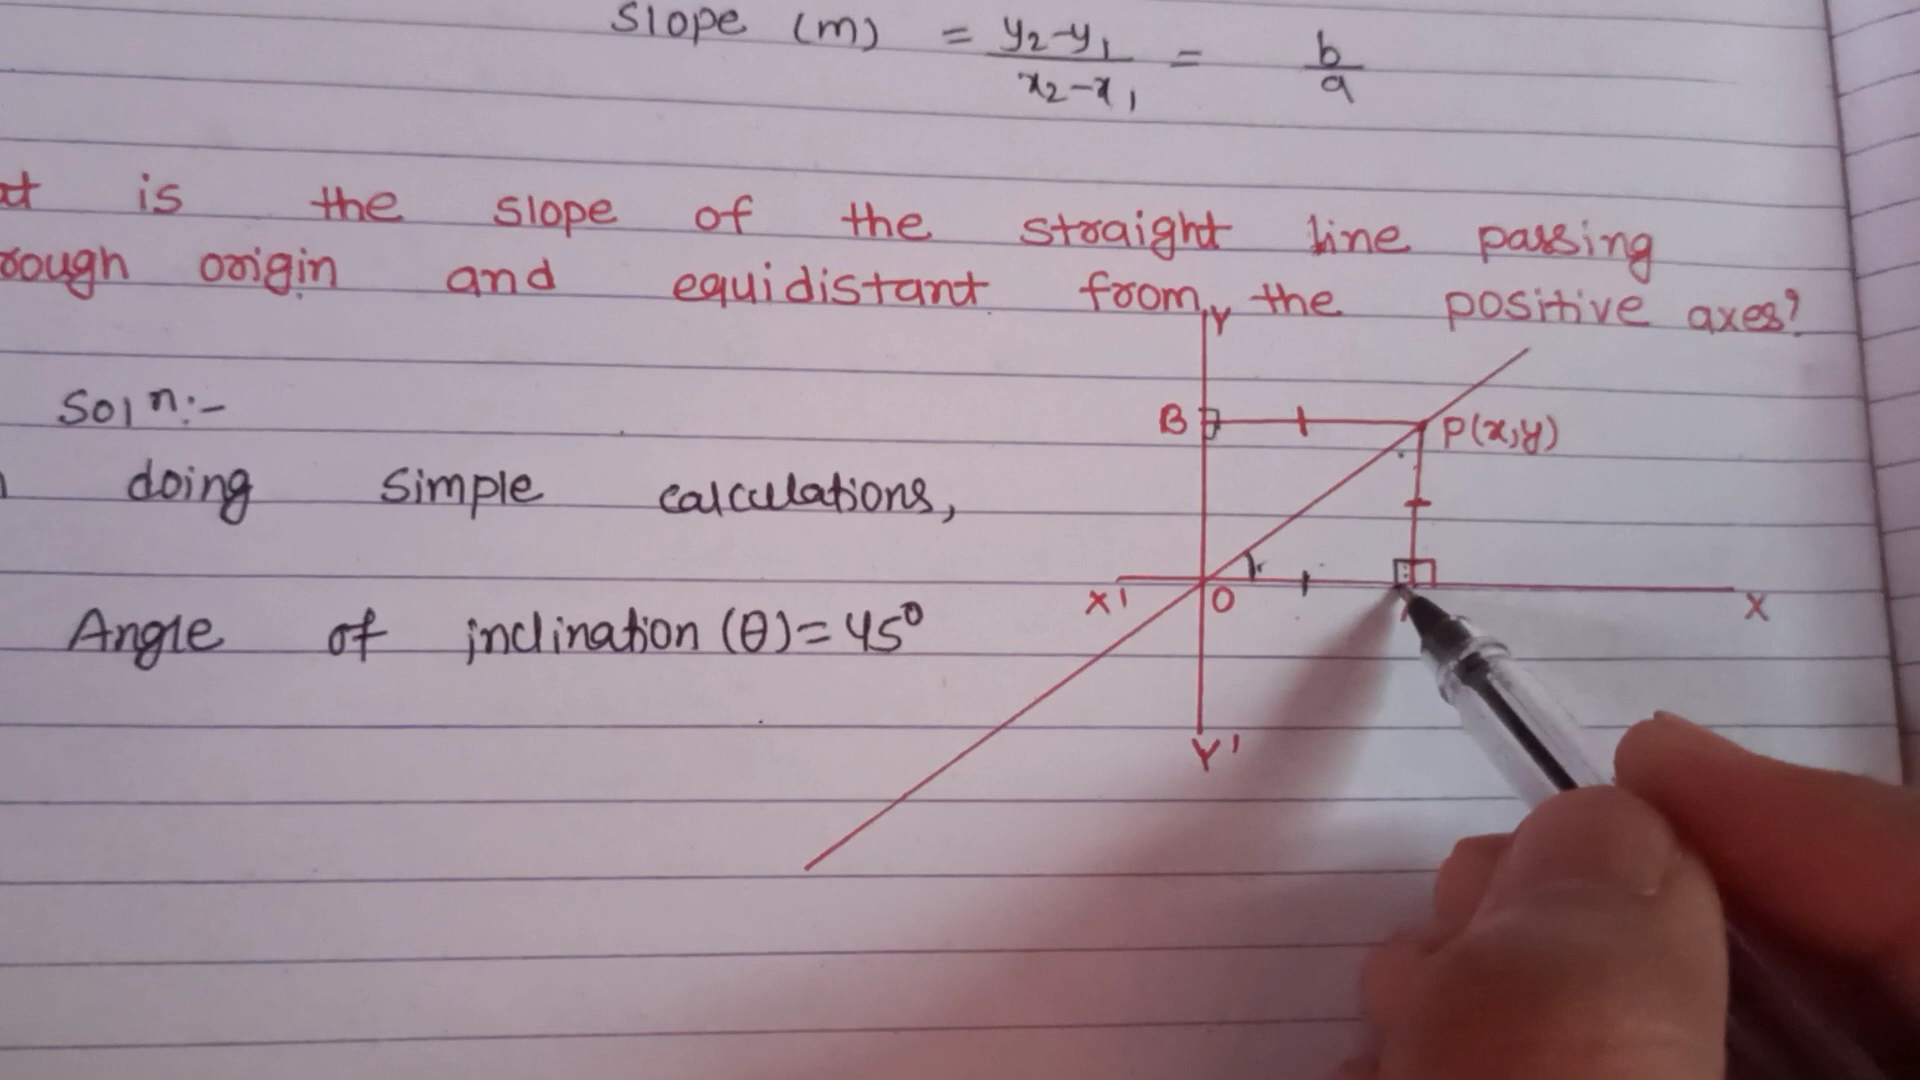 Slope (m) = y₂-y₁ / x₂-x₁ = b/a
is the slope of the straight line passing
origin and equidistant from the positive axes?
Y
Solⁿ:-
B P(x,y)
doing simple calculations,
X' O X
Angle of inclination (θ)=45⁰
Y'